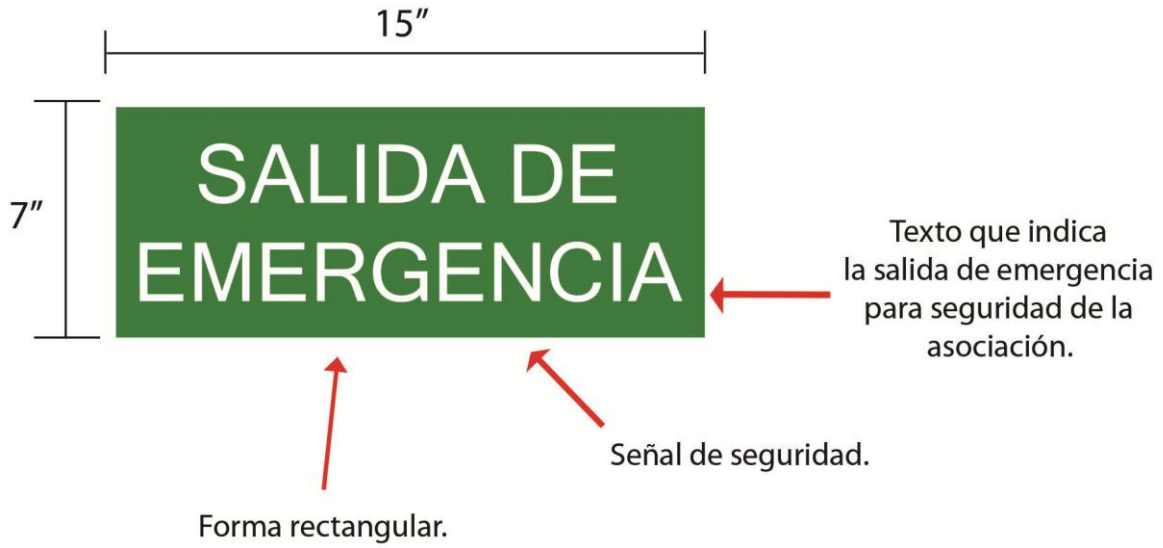 15”
7”
SALIDA DE
EMERGENCIA
Texto que indica
la salida de emergencia
para seguridad de la
asociación.
Señal de seguridad.
Forma rectangular.